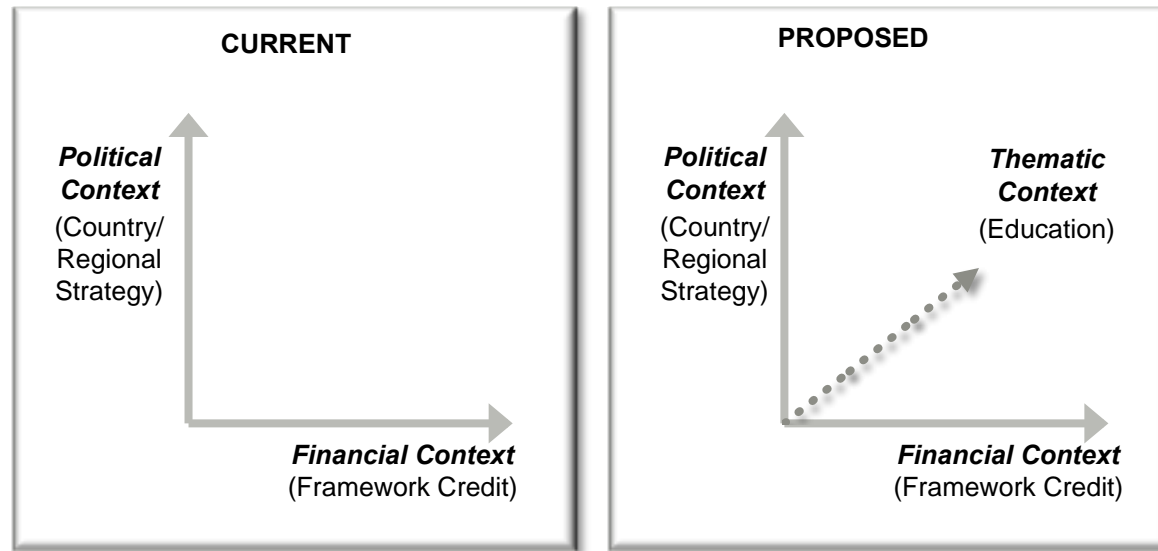 CURRENT
Political
Context
(Country/
Regional
Strategy)
Financial Context
(Framework Credit)
PROPOSED
Political
Context
(Country/
Regional
Strategy)
Thematic
Context
(Education)
Financial Context
(Framework Credit)